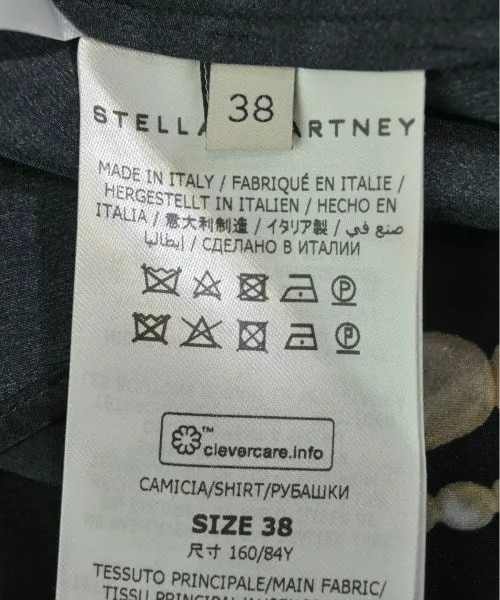 38
STELLA ARTNEY
MADE IN ITALY / FABRIQUÉ EN ITALIE /
HERGESTELLT IN ITALIEN / HECHO EN
ITALIA / 意大利制造 / イタリア製 / صنع في
إيطاليا / СДЕЛАНО В ИТАЛИИ
P
P
™
clevercare.info
CAMICIA/SHIRT/РУБАШКИ
SIZE 38
尺寸 160/84Y
TESSUTO PRINCIPALE/MAIN FABRIC/
TISSU